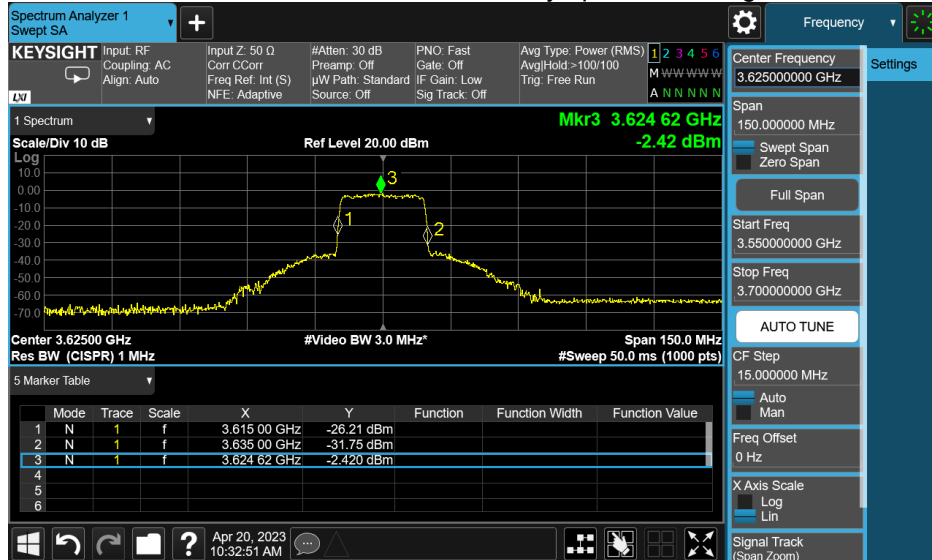 Spectrum Analyzer 1
Swept SA
+
Frequency
KEYSIGHT
LXI
Input: RF
Coupling: AC
Align: Auto
Input Z: 50 Ω
Corr CCorr
Freq Ref: Int (S)
NFE: Adaptive
#Atten: 30 dB
Preamp: Off
µW Path: Standard
Source: Off
PNO: Fast
Gate: Off
IF Gain: Low
Sig Track: Off
Avg Type: Power (RMS)
Avg|Hold:>100/100
Trig: Free Run
1 2 3 4 5 6
M W W W W W
A N N N N N
1 Spectrum
Scale/Div 10 dB
Ref Level 20.00 dBm
Mkr3 3.624 62 GHz
-2.42 dBm
Log
10.0
0.00
-10.0
-20.0
-30.0
-40.0
-50.0
-60.0
-70.0
3
1
2
Center 3.62500 GHz
#Video BW 3.0 MHz*
Span 150.0 MHz
Res BW (CISPR) 1 MHz
#Sweep 50.0 ms (1000 pts)
5 Marker Table
Mode Trace Scale X Y Function Function Width Function Value
1 N 1 f 3.615 00 GHz -26.21 dBm
2 N 1 f 3.635 00 GHz -31.75 dBm
3 N 1 f 3.624 62 GHz -2.420 dBm
4
5
6
?
Apr 20, 2023
10:32:51 AM
Center Frequency
3.625000000 GHz
Settings
Span
150.000000 MHz
Swept Span
Zero Span
Full Span
Start Freq
3.550000000 GHz
Stop Freq
3.700000000 GHz
AUTO TUNE
CF Step
15.000000 MHz
Auto
Man
Freq Offset
0 Hz
X Axis Scale
Log
Lin
Signal Track
(Span Zoom)